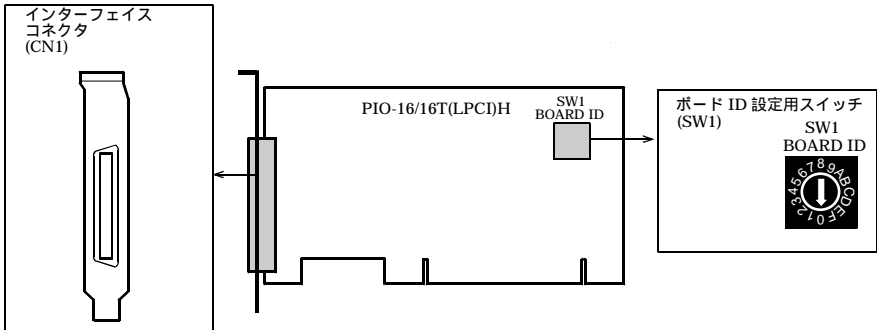 インターフェイス
コネクタ
(CN1)
PIO-16/16T(LPCI)H
SW1
BOARD ID
ボード ID 設定用スイッチ
(SW1)
SW1
BOARD ID
0123456789ABCDEF